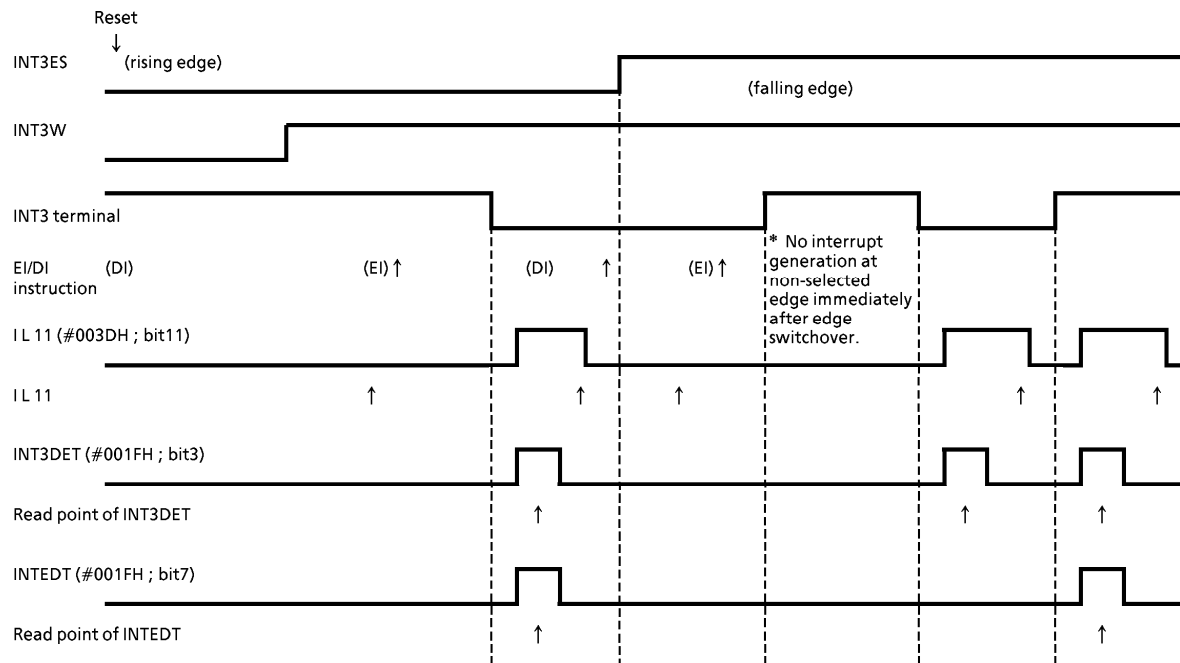 Reset
↓
INT3ES (rising edge)
(falling edge)
INT3W
INT3 terminal
* No interrupt
generation at
non-selected
edge immediately
after edge
switchover.
EI/DI (DI) (EI)↑ (DI) ↑ (EI)↑
instruction
I L 11 (#003DH ; bit11)
I L 11 ↑ ↑ ↑ ↑ ↑
INT3DET (#001FH ; bit3)
Read point of INT3DET ↑ ↑ ↑
INTEDT (#001FH ; bit7)
Read point of INTEDT ↑ ↑